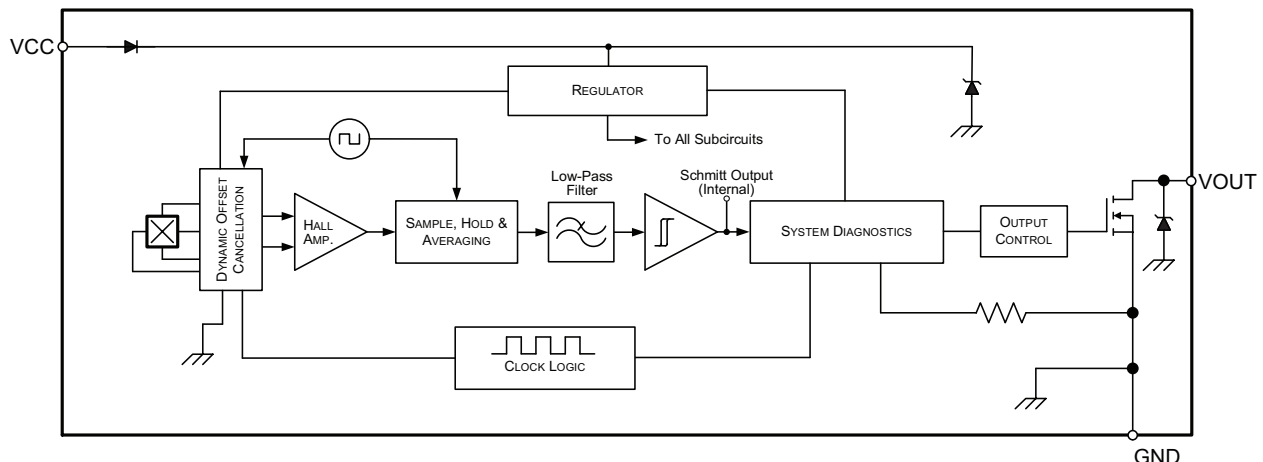 VCC
REGULATOR
To All Subcircuits
DYNAMIC OFFSET
CANCELLATION
HALL
AMP.
SAMPLE, HOLD &
AVERAGING
Low-Pass
Filter
Schmitt Output
(Internal)
SYSTEM DIAGNOSTICS
OUTPUT
CONTROL
VOUT
CLOCK LOGIC
GND